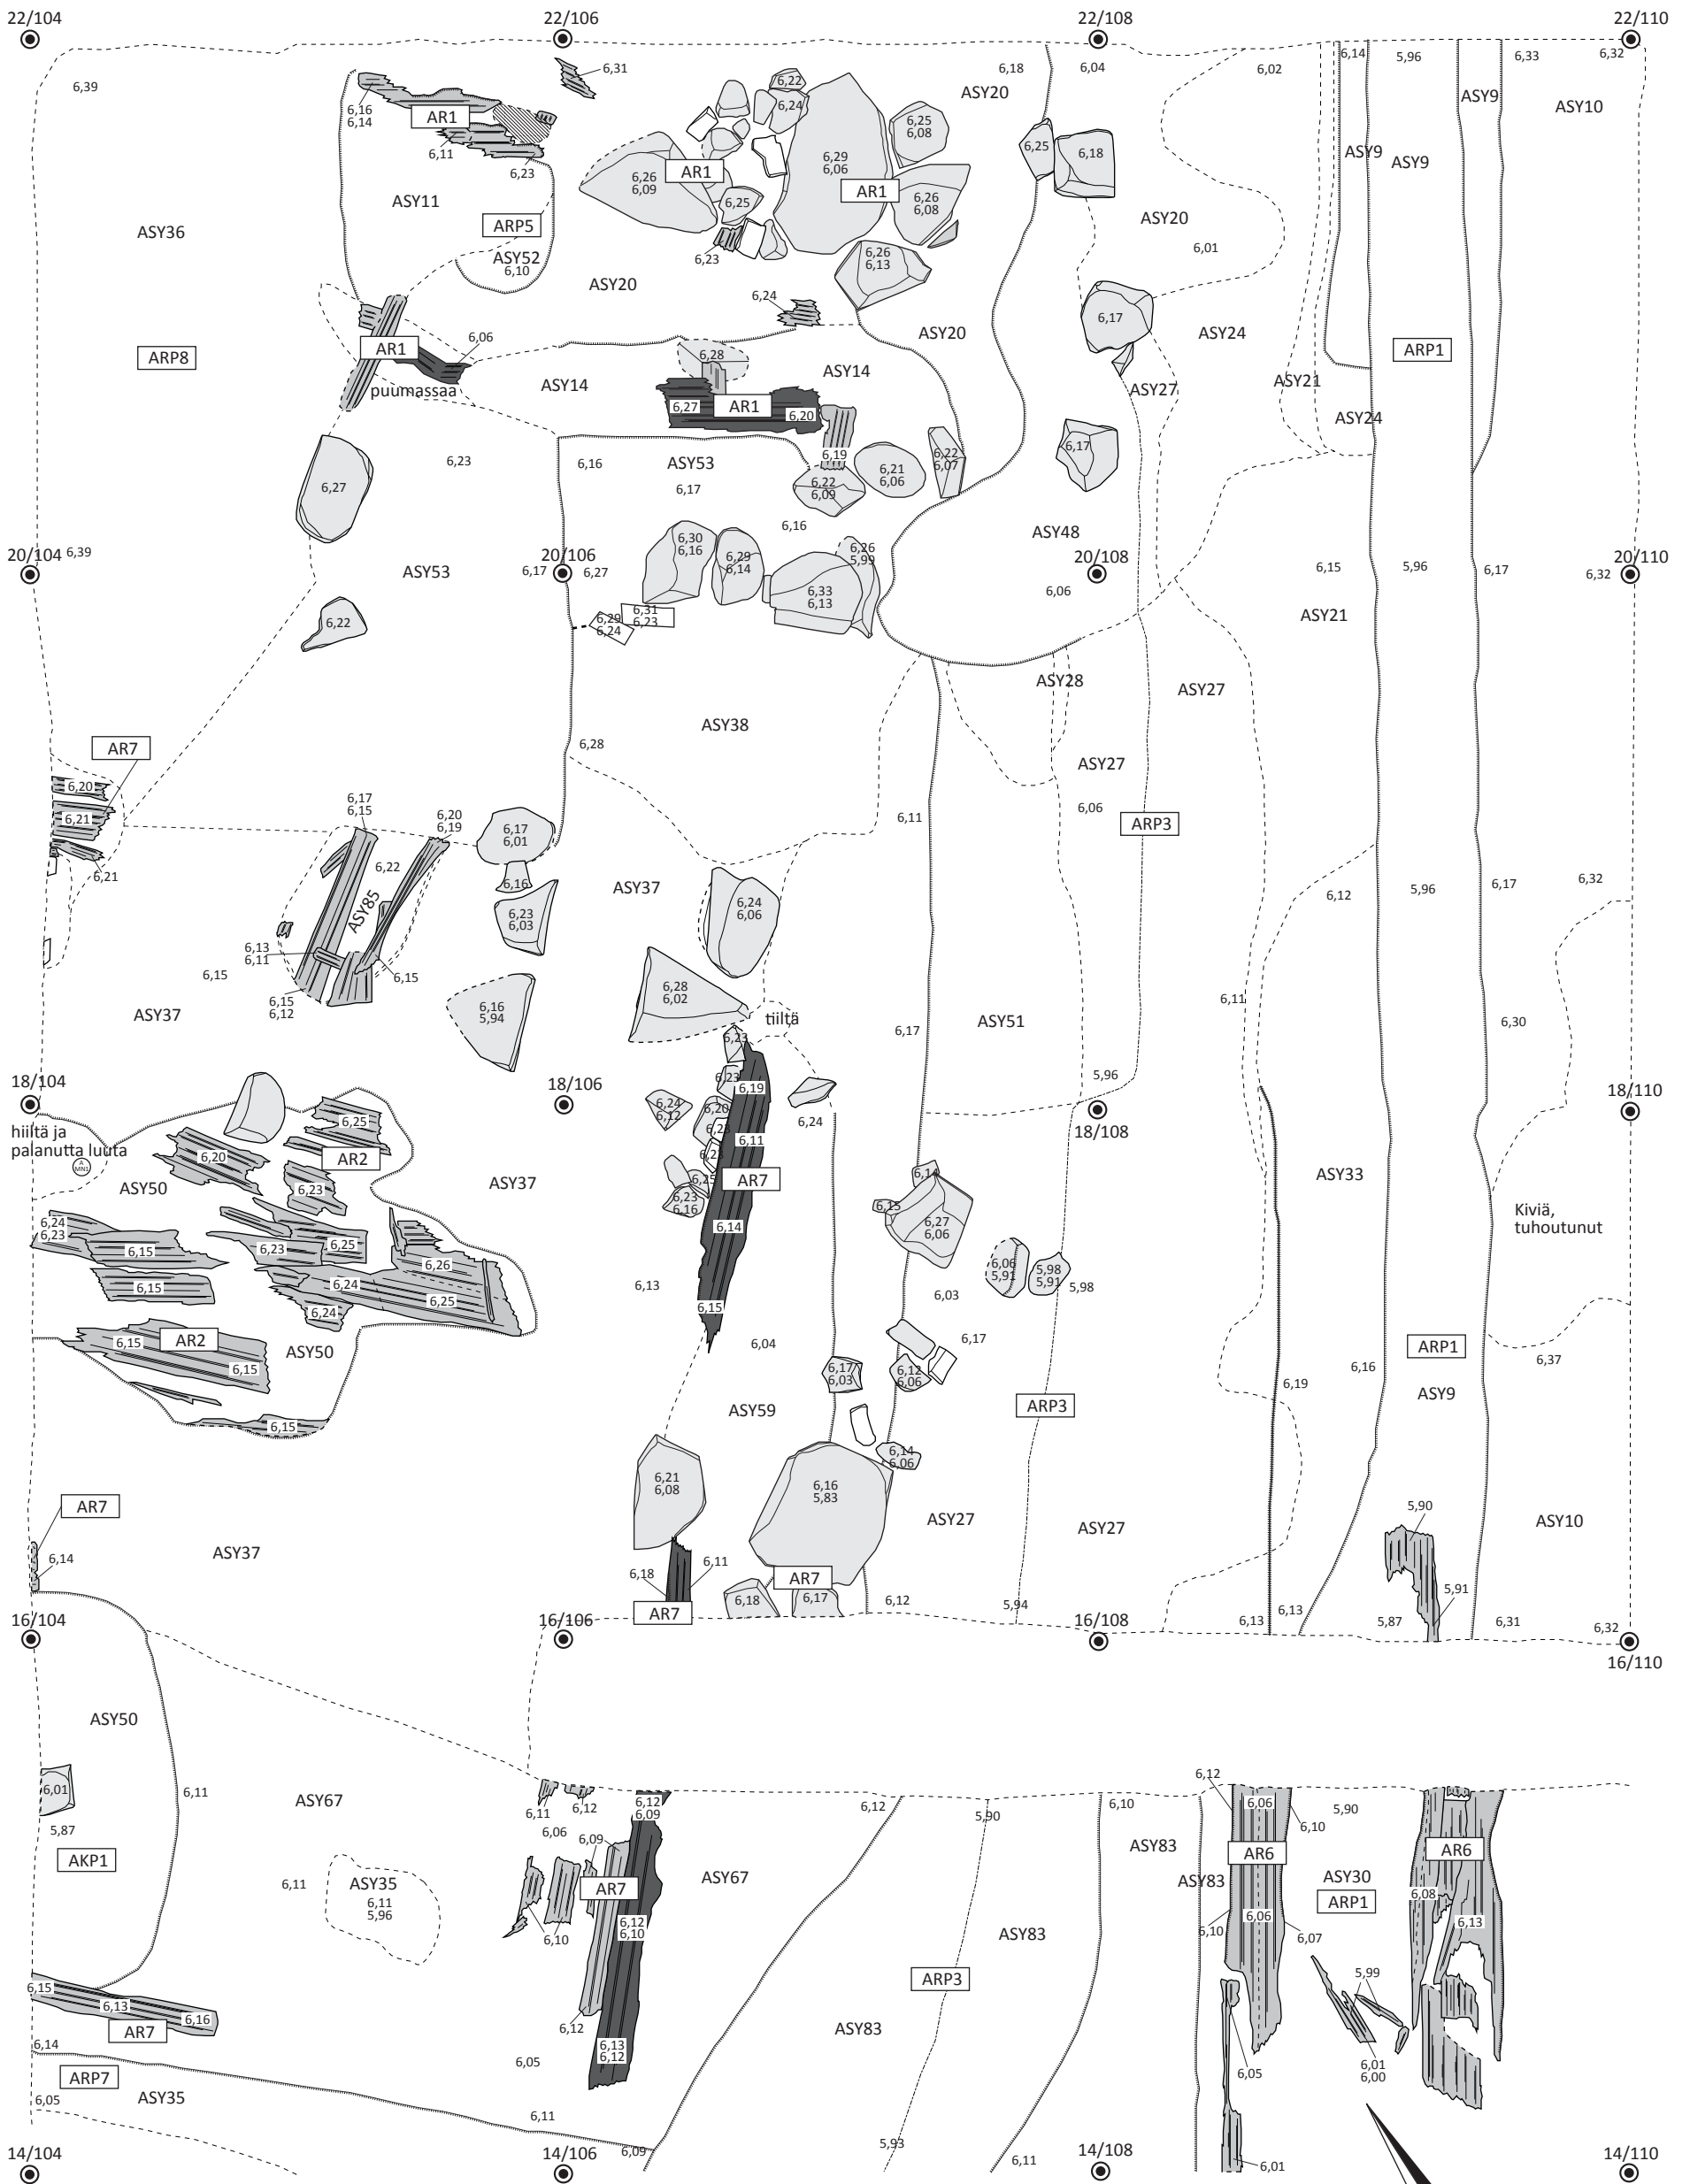 22/104
22/106
22/108
22/110
6,39
6,16
6,14
AR1
6,11
6,23
6,31
6,22
6,24
6,25
6,08
6,18
6,04
ASY20
6,02
6,14
5,96
6,33
6,32
ASY9
ASY9
ASY9
ASY10
ASY11
ARP5
ASY52
6,10
ASY36
6,26
6,09
AR1
6,25
6,23
6,29
6,06
AR1
6,26
6,08
6,25
6,18
ASY20
6,01
6,26
6,13
ASY20
6,24
ARP8
AR1
6,06
puumassaa
ASY14
6,28
ASY14
6,27
AR1
6,20
ASY20
6,17
ASY24
ASY27
ASY21
ASY24
ARP1
6,27
6,23
6,16
ASY53
6,17
6,19
6,22
6,09
6,21
6,06
6,22
6,07
6,17
6,16
ASY48
20/104
6,39
ASY53
20/106
6,17
6,27
6,30
6,16
6,29
6,14
6,26
5,99
6,33
6,13
6,31
6,23
6,29
6,24
20/108
6,06
6,15
5,96
6,17
6,32
20/110
ASY21
6,22
ASY28
ASY27
ASY38
6,28
AR7
6,20
6,21
6,21
ASY27
6,06
ARP3
6,11
6,17
6,15
6,20
6,19
6,22
ASY85
6,17
6,01
6,16
6,23
6,03
ASY37
6,24
6,06
6,12
5,96
6,17
6,32
6,13
6,11
6,15
6,15
6,12
6,15
ASY37
6,16
5,94
6,28
6,02
tiiltä
6,17
ASY51
6,11
6,30
18/104
18/106
18/108
18/110
5,96
hiiltä ja
palanutta luuta
A
MN1
ASY50
6,20
6,25
AR2
6,23
ASY37
6,23
6,23
6,19
6,24
6,12
6,20
6,23
6,11
6,23
6,25
AR7
6,23
6,16
6,14
6,24
6,14
6,15
6,27
6,06
ASY33
Kiviä,
tuhoutunut
6,24
6,23
6,15
6,15
6,23
6,25
6,26
6,24
6,25
6,24
6,13
6,15
6,04
6,03
6,06
5,91
5,98
5,91
5,98
6,17
6,15
AR2
6,15
ASY50
6,15
6,17
6,03
6,12
6,06
ARP1
6,37
6,16
6,19
ASY9
ARP3
ASY59
6,14
6,06
6,21
6,08
6,16
5,83
AR7
6,14
ASY37
6,18
6,11
AR7
6,18
AR7
6,17
ASY27
ASY27
5,90
5,91
ASY10
6,12
5,94
6,13
6,13
5,87
6,31
6,32
16/104
16/106
16/108
16/110
ASY50
6,01
5,87
AKP1
6,11
ASY67
6,11
ASY35
6,11
5,96
6,11
6,12
6,06
6,09
6,12
6,09
AR7
6,10
6,12
6,10
6,12
6,13
6,12
6,05
ASY67
6,12
5,90
6,10
ASY83
ASY83
ASY83
6,12
6,06
6,10
5,90
AR6
ASY30
ARP1
6,10
6,06
6,07
AR6
6,08
6,13
5,99
6,01
6,00
6,05
6,01
ARP3
ASY83
6,15
6,13
6,16
AR7
6,14
ARP7
ASY35
6,05
6,11
6,09
5,93
6,11
14/104
14/106
14/108
14/110